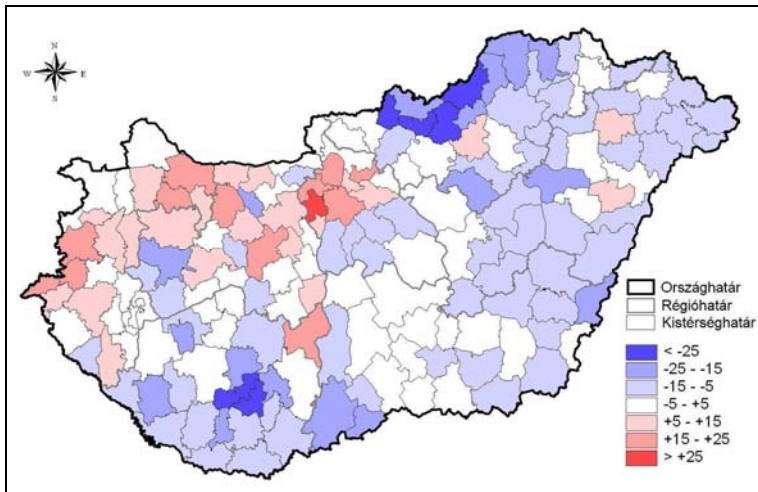 N
W E
S
Országhatár
Régióhatár
Kistérséghatár
< -25
-25 - -15
-15 - -5
-5 - +5
+5 - +15
+15 - +25
> +25